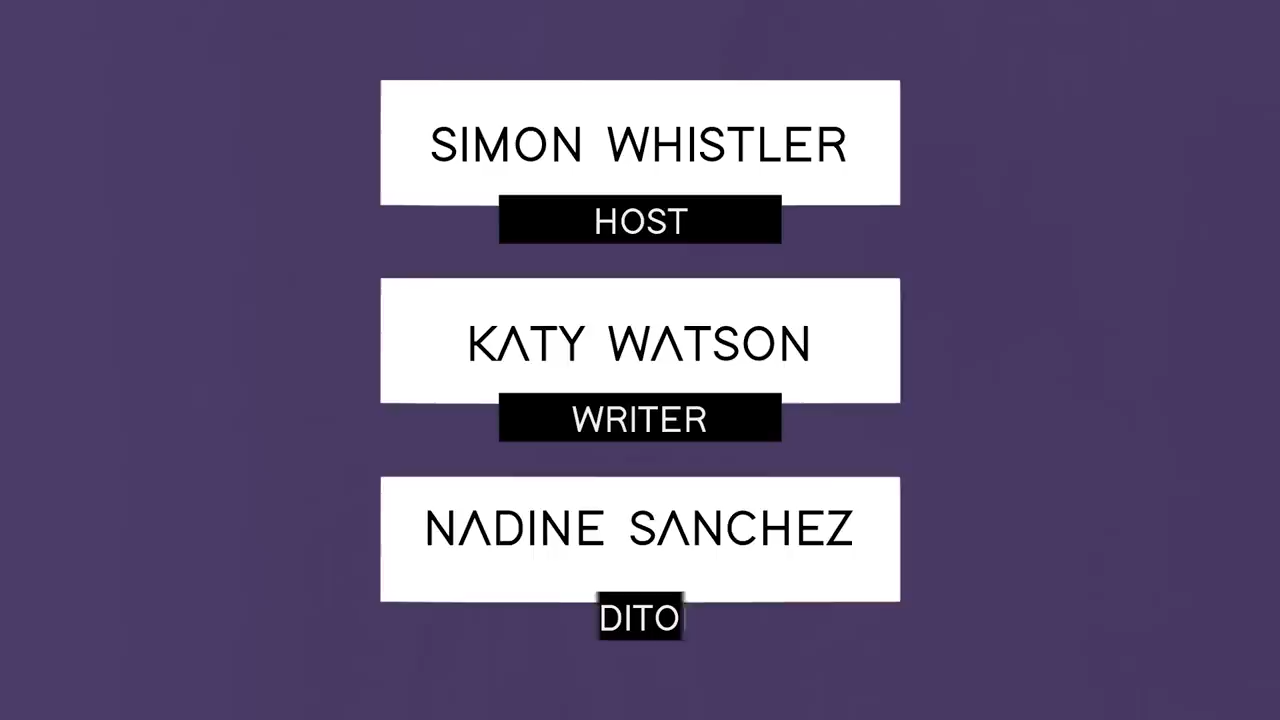 SIMON WHISTLER
HOST
KATY WATSON
WRITER
NADINE SANCHEZ
DITO